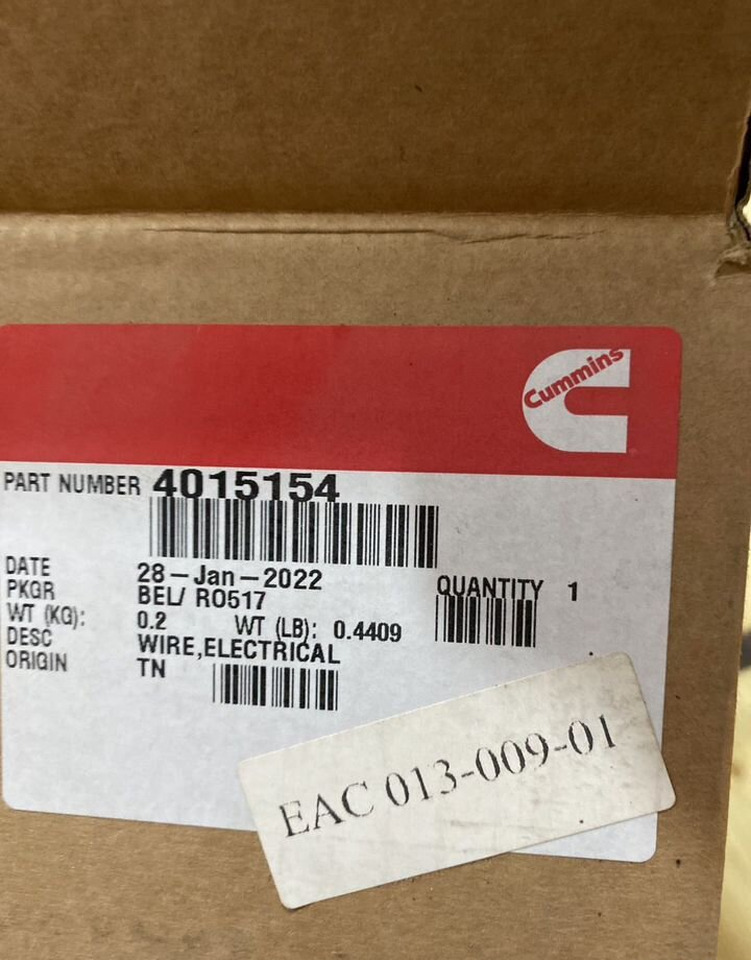 Cummins
PART NUMBER 4015154
DATE 28-Jan-2022
QUANTITY 1
PKGR BEL/ RO517
WT (KG): 0.2 WT (LB): 0.4409
DESC WIRE,ELECTRICAL
ORIGIN TN
EAC 013-009-01